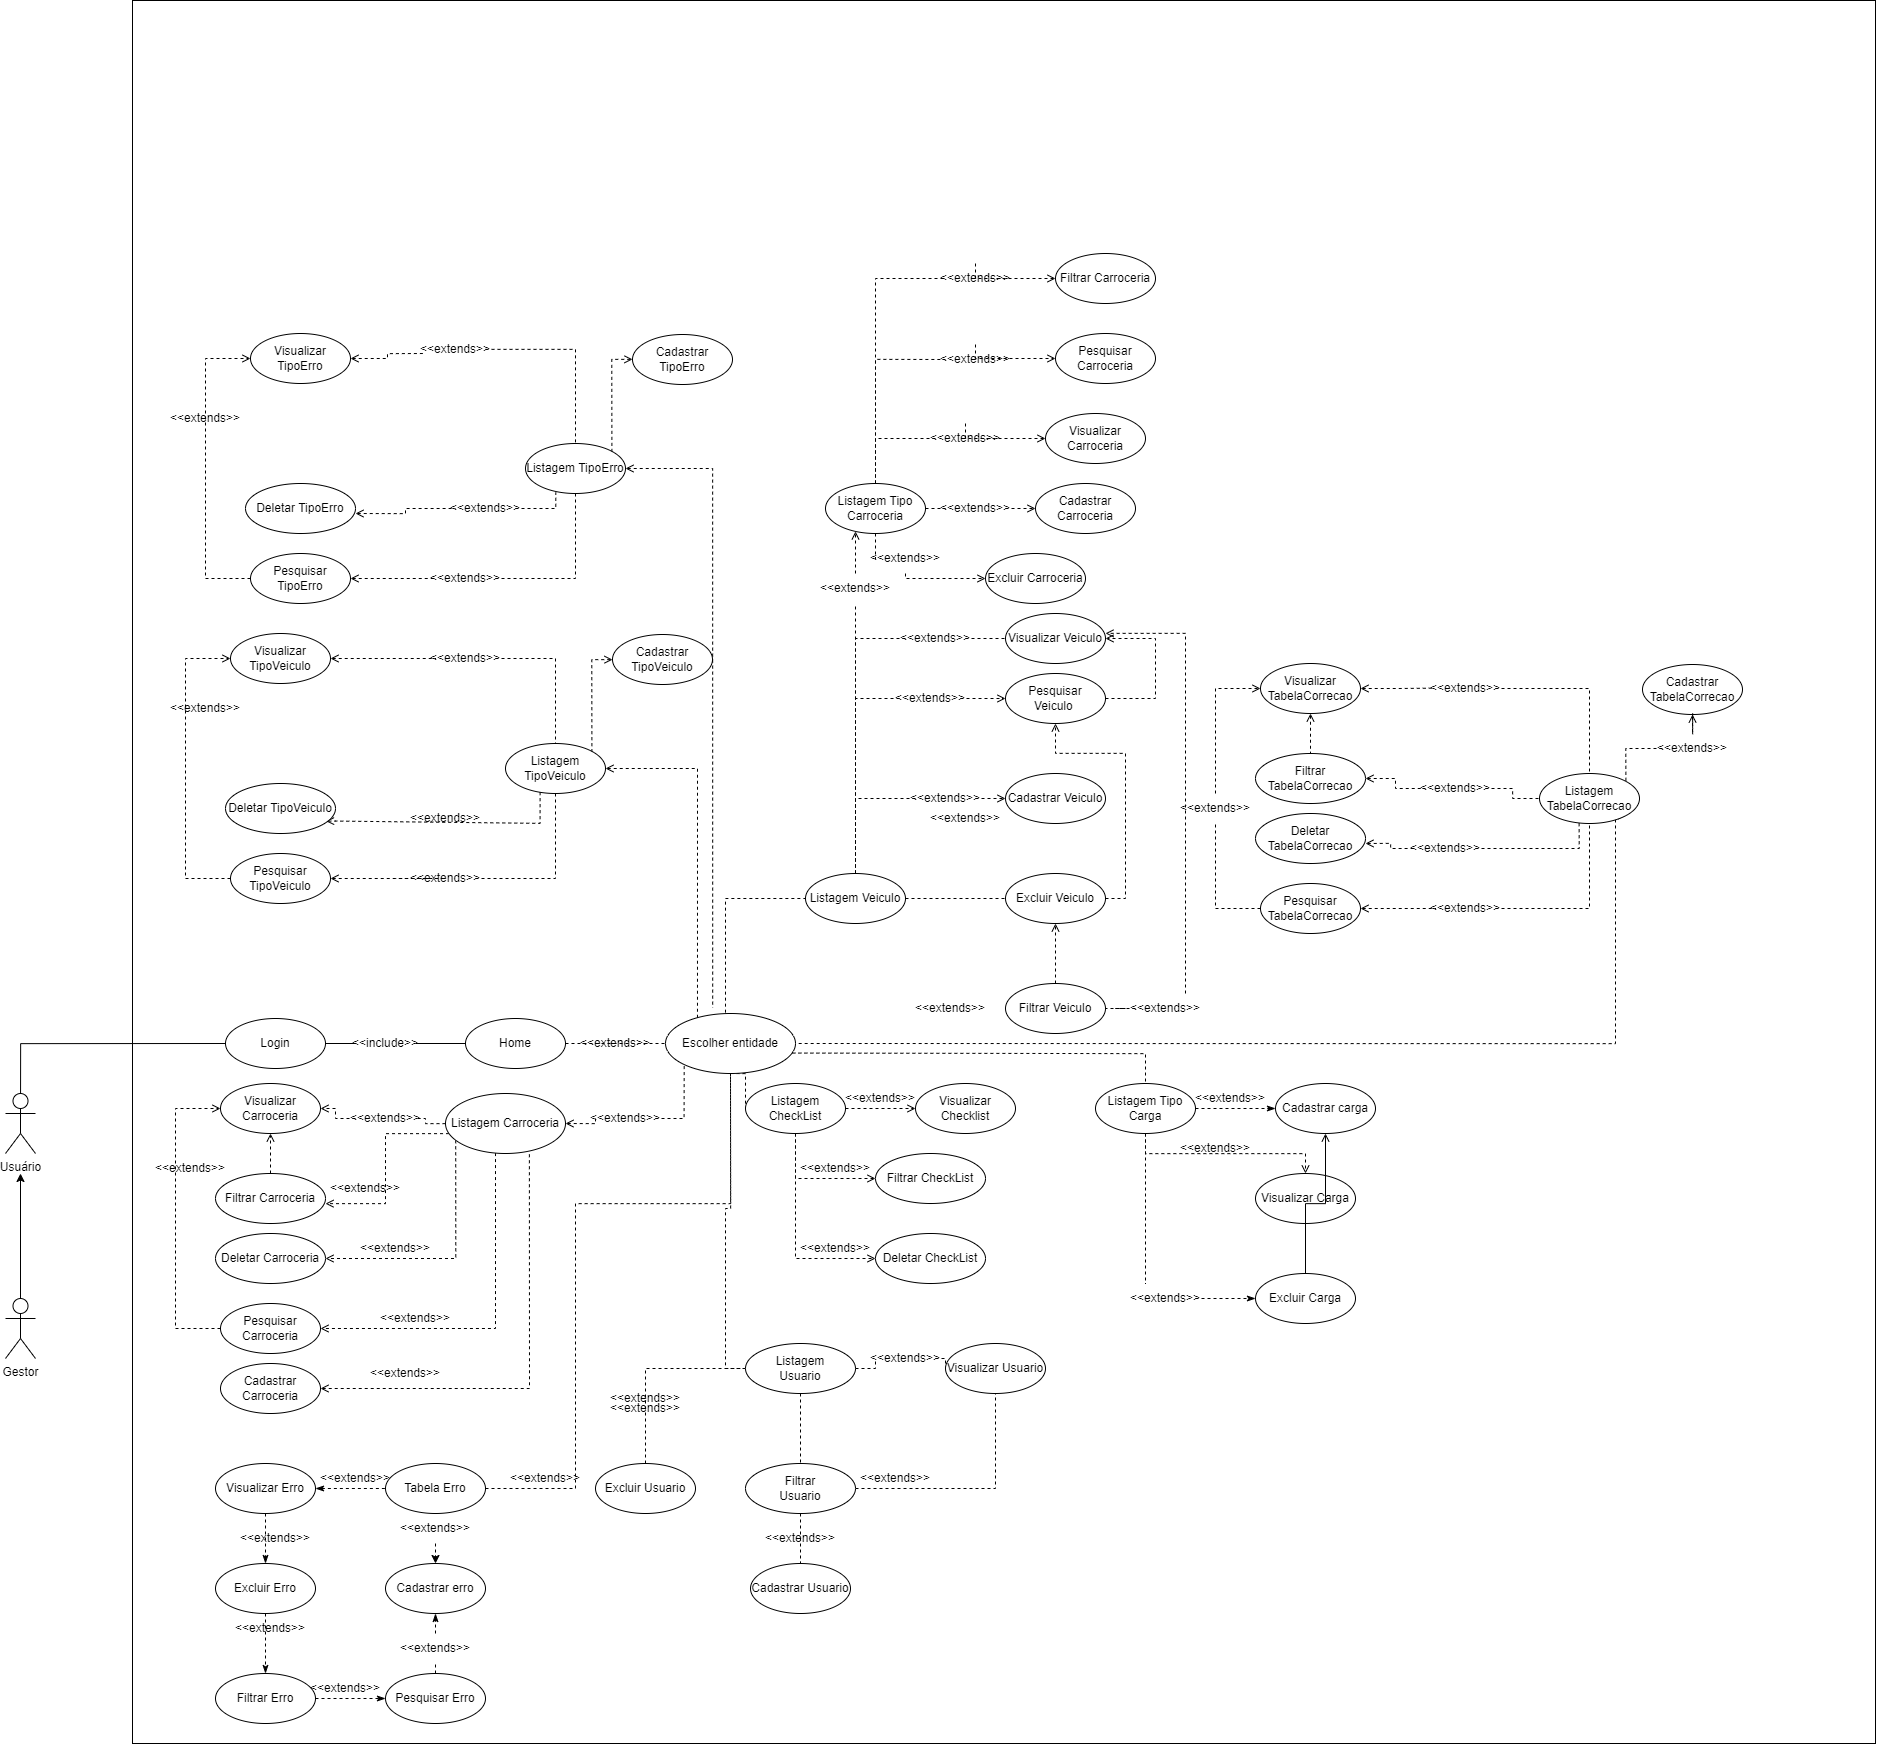 <<extends>>
Filtrar Carroceria
Visualizar
TipoErro
<<extends>>
Cadastrar
TipoErro
<<extends>>
Pesquisar
Carroceria
<<extends>>
<<extends>>
Visualizar
Carroceria
Listagem TipoErro
Deletar TipoErro
<<extends>>
Listagem Tipo
Carroceria
<<extends>>
Cadastrar
Carroceria
<<extends>>
Pesquisar
TipoErro
<<extends>>
Excluir Carroceria
<<extends>>
Visualizar
TipoVeiculo
<<extends>>
Cadastrar
TipoVeiculo
<<extends>>
Visualizar Veiculo
<<extends>>
Pesquisar
Veiculo
Visualizar
TabelaCorrecao
<<extends>>
Cadastrar
TabelaCorrecao
<<extends>>
<<extends>>
Listagem
TipoVeiculo
Filtrar
TabelaCorrecao
<<extends>>
Listagem
TabelaCorrecao
Deletar TipoVeiculo
<<extends>>
<<extends>>
Cadastrar Veiculo
<<extends>>
<<extends>>
Deletar
TabelaCorrecao
<<extends>>
Pesquisar
TipoVeiculo
<<extends>>
Listagem Veiculo
Excluir Veiculo
Pesquisar
TabelaCorrecao
<<extends>>
<<extends>>
Filtrar Veiculo
<<extends>>
Login
<<include>>
Home
<<extends>>
Escolher entidade
Visualizar
Carroceria
<<extends>>
Listagem Carroceria
<<extends>>
Listagem
CheckList
<<extends>>
Visualizar
Checklist
Listagem Tipo
Carga
<<extends>>
Cadastrar carga
Usuário
<<extends>>
<<extends>>
<<extends>>
Filtrar Carroceria
<<extends>>
Filtrar CheckList
Visualizar Carga
Deletar Carroceria
<<extends>>
<<extends>>
Deletar CheckList
<<extends>>
Excluir Carga
Pesquisar
Carroceria
<<extends>>
Gestor
Cadastrar
Carroceria
<<extends>>
Listagem
Usuario
<<extends>>
Visualizar Usuario
<<extends>>
<<extends>>
Visualizar Erro
<<extends>>
Tabela Erro
<<extends>>
Excluir Usuario
Filtrar
Usuario
<<extends>>
<<extends>>
<<extends>>
<<extends>>
Excluir Erro
Cadastrar erro
Cadastrar Usuario
<<extends>>
<<extends>>
Filtrar Erro
<<extends>>
Pesquisar Erro